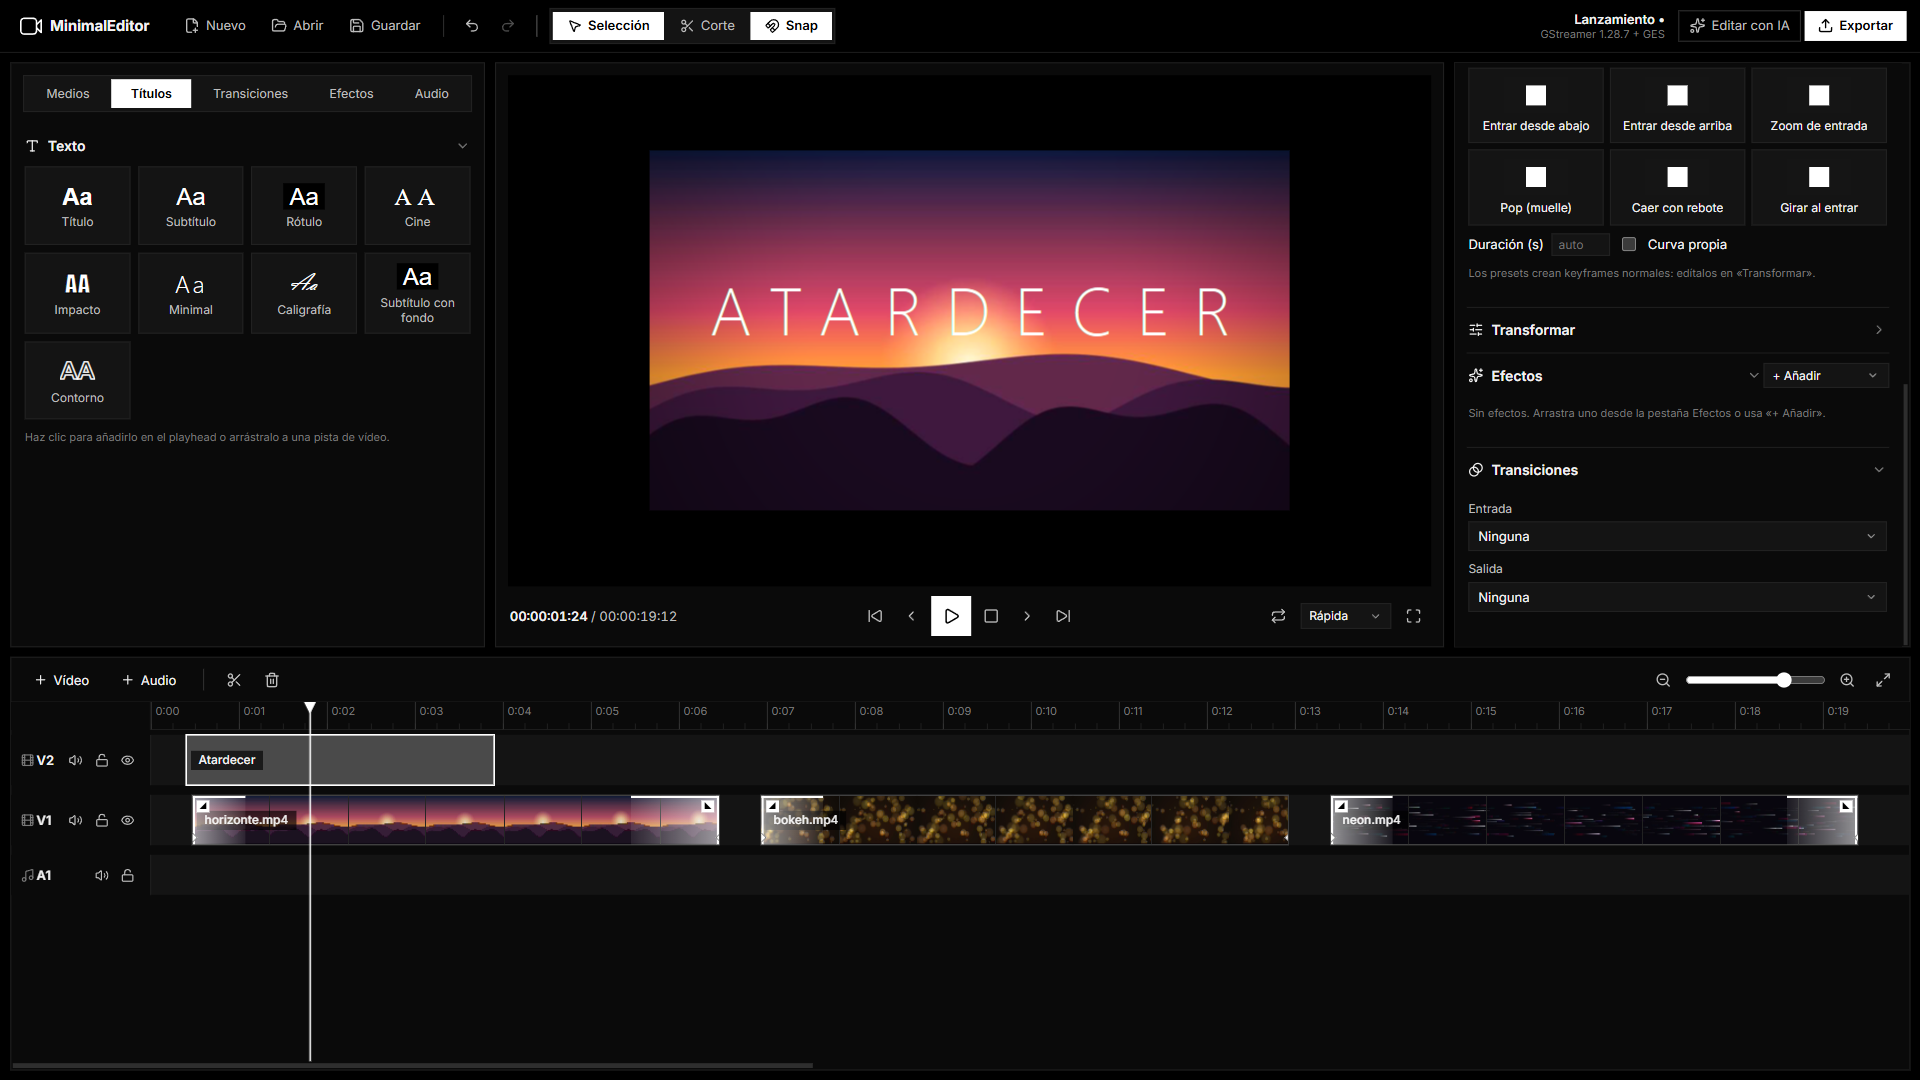 MinimalEditor
Nuevo
Abrir
Guardar
Selección
Corte
Snap
Lanzamiento •
GStreamer 1.28.7 + GES
Editar con IA
Exportar
Medios
Títulos
Transiciones
Efectos
Audio
Texto
Aa
Título
Aa
Subtítulo
Aa
Rótulo
A A
Cine
AA
Impacto
Aa
Minimal
Aa
Caligrafía
Aa
Subtítulo con
fondo
AA
Contorno
Haz clic para añadirlo en el playhead o arrástralo a una pista de vídeo.
ATARDECER
00:00:01:24 / 00:00:19:12
Rápida
Entrar desde abajo
Entrar desde arriba
Zoom de entrada
Pop (muelle)
Caer con rebote
Girar al entrar
Duración (s)
auto
Curva propia
Los presets crean keyframes normales: edítalos en «Transformar».
Transformar
Efectos
+ Añadir
Sin efectos. Arrastra uno desde la pestaña Efectos o usa «+ Añadir».
Transiciones
Entrada
Ninguna
Salida
Ninguna
+ Vídeo
+ Audio
0:00
0:01
0:02
0:03
0:04
0:05
0:06
0:07
0:08
0:09
0:10
0:11
0:12
0:13
0:14
0:15
0:16
0:17
0:18
0:19
V2
Atardecer
V1
horizonte.mp4
bokeh.mp4
neon.mp4
A1